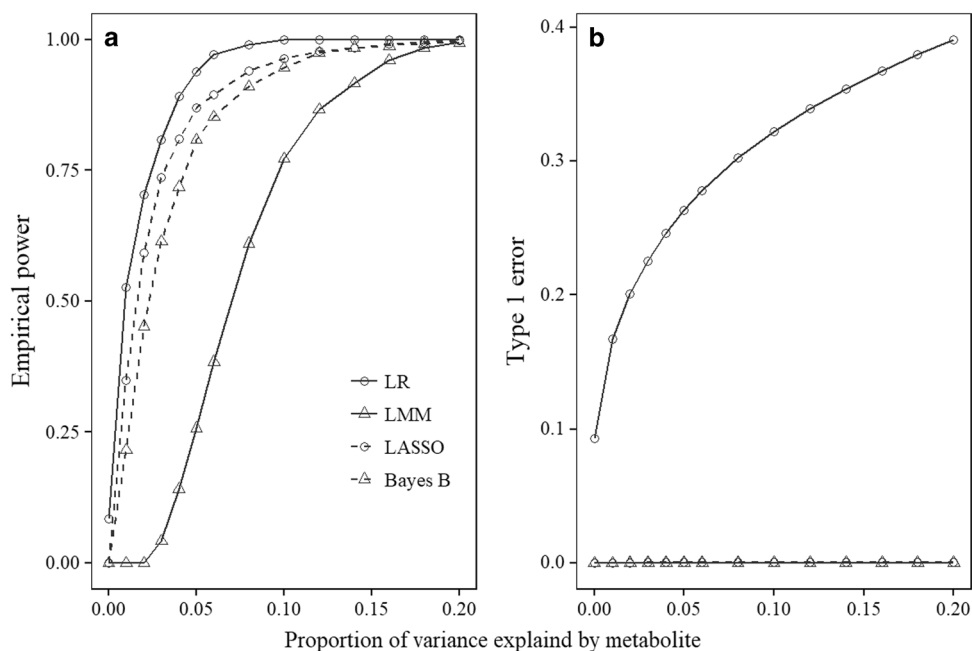 a
b
Empirical power
1.00
0.75
0.50
0.25
0.00
LR
LMM
LASSO
Bayes B
0.00 0.05 0.10 0.15 0.20
Type 1 error
0.4
0.3
0.2
0.1
0.0
0.00 0.05 0.10 0.15 0.20
Proportion of variance explaind by metabolite